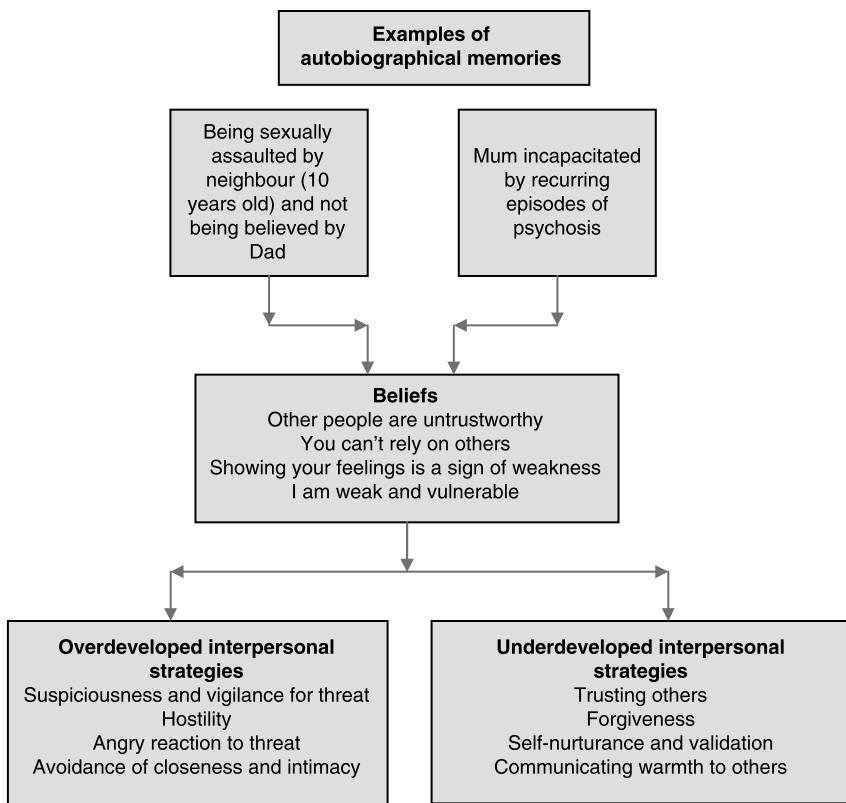 Examples of
autobiographical memories
Being sexually
assaulted by
neighbour (10
years old) and not
being believed by
Dad
Mum incapacitated
by recurring
episodes of
psychosis
Beliefs
Other people are untrustworthy
You can’t rely on others
Showing your feelings is a sign of weakness
I am weak and vulnerable
Overdeveloped interpersonal
strategies
Suspiciousness and vigilance for threat
Hostility
Angry reaction to threat
Avoidance of closeness and intimacy
Underdeveloped interpersonal
strategies
Trusting others
Forgiveness
Self-nurturance and validation
Communicating warmth to others